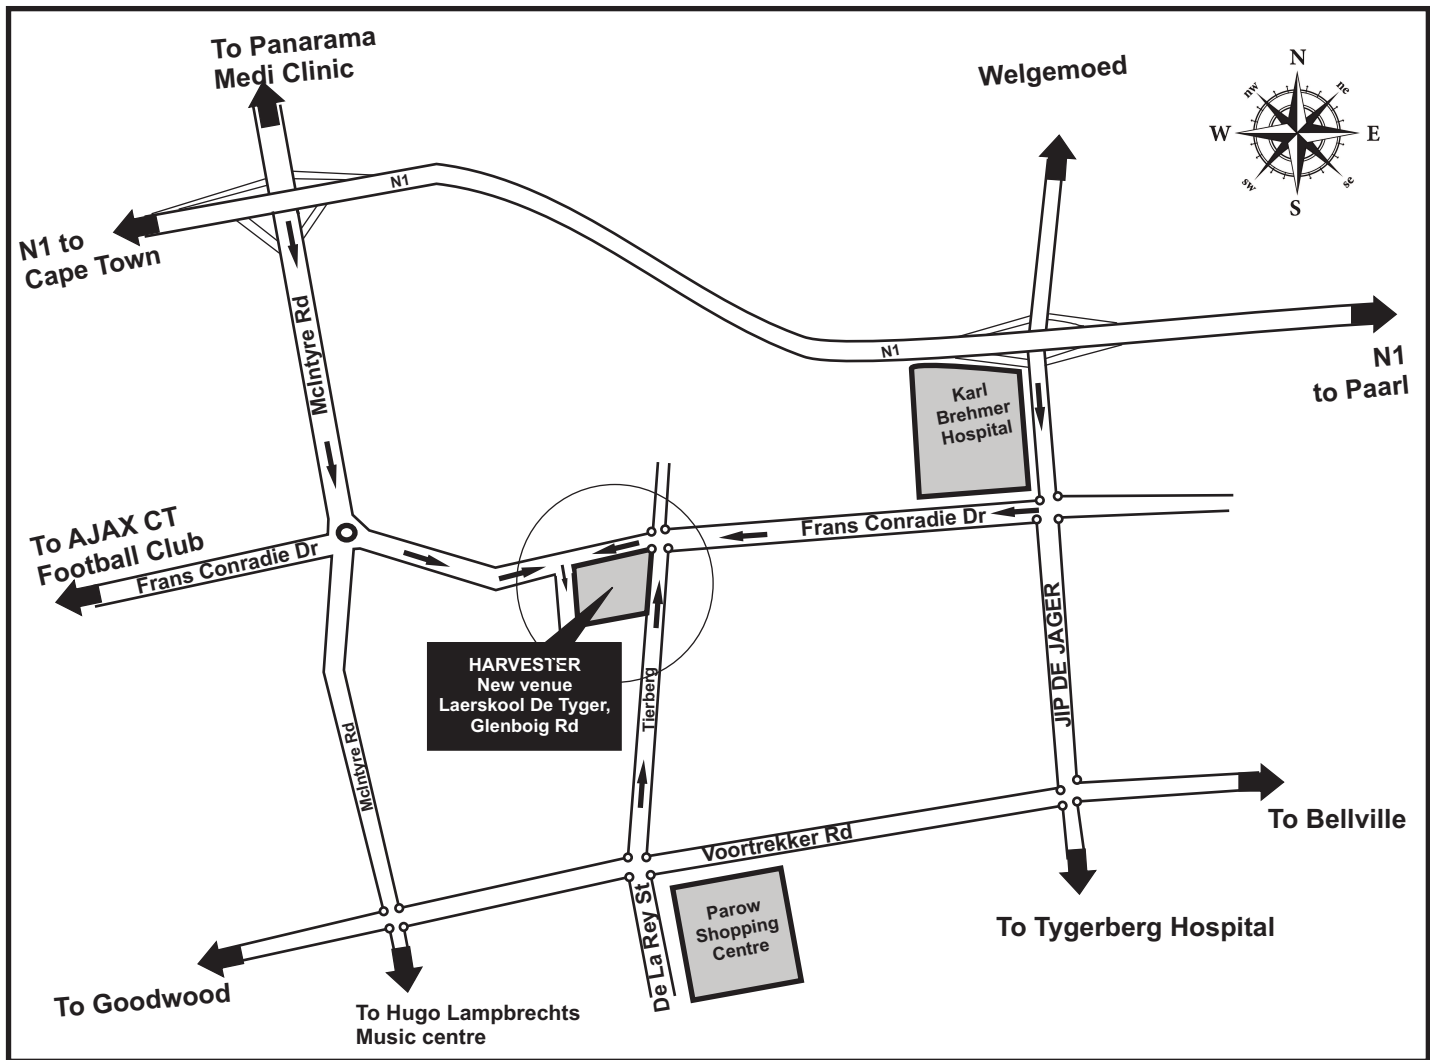 To Panarama
Medi Clinic
Welgemoed
N
nw
ne
W
E
sw
se
S
N1
N1 to
Cape Town
McIntyre Rd
N1
N1
to Paarl
Karl
Brehmer
Hospital
To AJAX CT
Football Club
Frans Conradie Dr
Frans Conradie Dr
HARVESTER
New venue
Laerskool De Tyger,
Glenboig Rd
Tierberg
JIP DE JAGER
McIntyre Rd
Voortrekker Rd
To Bellville
De La Rey St
Parow
Shopping
Centre
To Tygerberg Hospital
To Goodwood
To Hugo Lampbrechts
Music centre